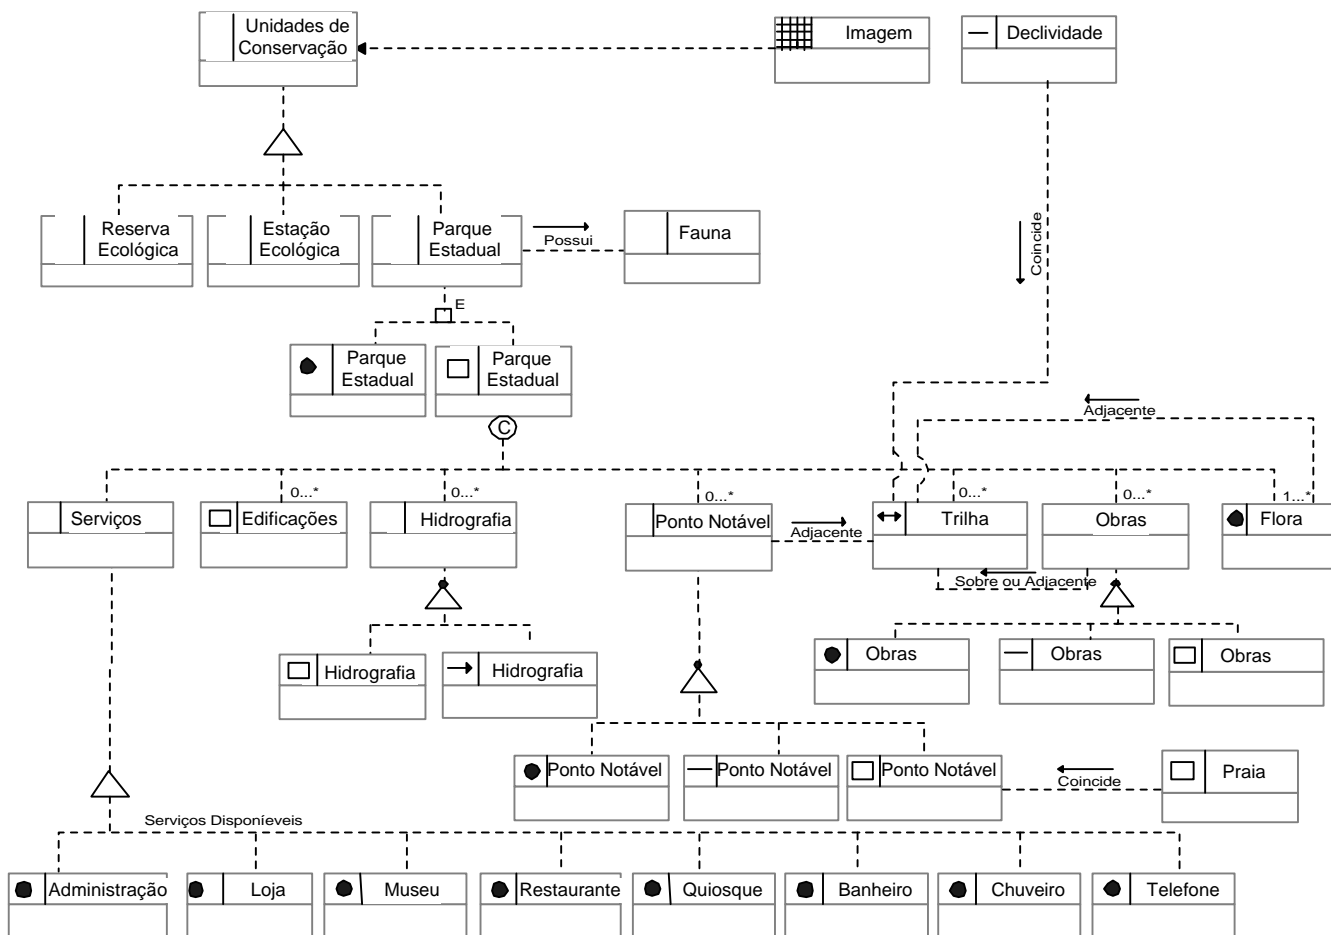 Unidades de
Conservação
Imagem
Declividade
Reserva
Ecológica
Estação
Ecológica
Parque
Estadual
Possui
Fauna
Coincide
E
Parque
Estadual
Parque
Estadual
Adjacente
C
0...*
0...*
0...*
0...*
0...*
1...*
Serviços
Edificações
Hidrografia
Ponto Notável
Adjacente
Trilha
Obras
Flora
Sobre ou Adjacente
Hidrografia
Hidrografia
Obras
Obras
Obras
Ponto Notável
Ponto Notável
Ponto Notável
Coincide
Praia
Serviços Disponíeveis
Administração
Loja
Museu
Restaurante
Quiosque
Banheiro
Chuveiro
Telefone